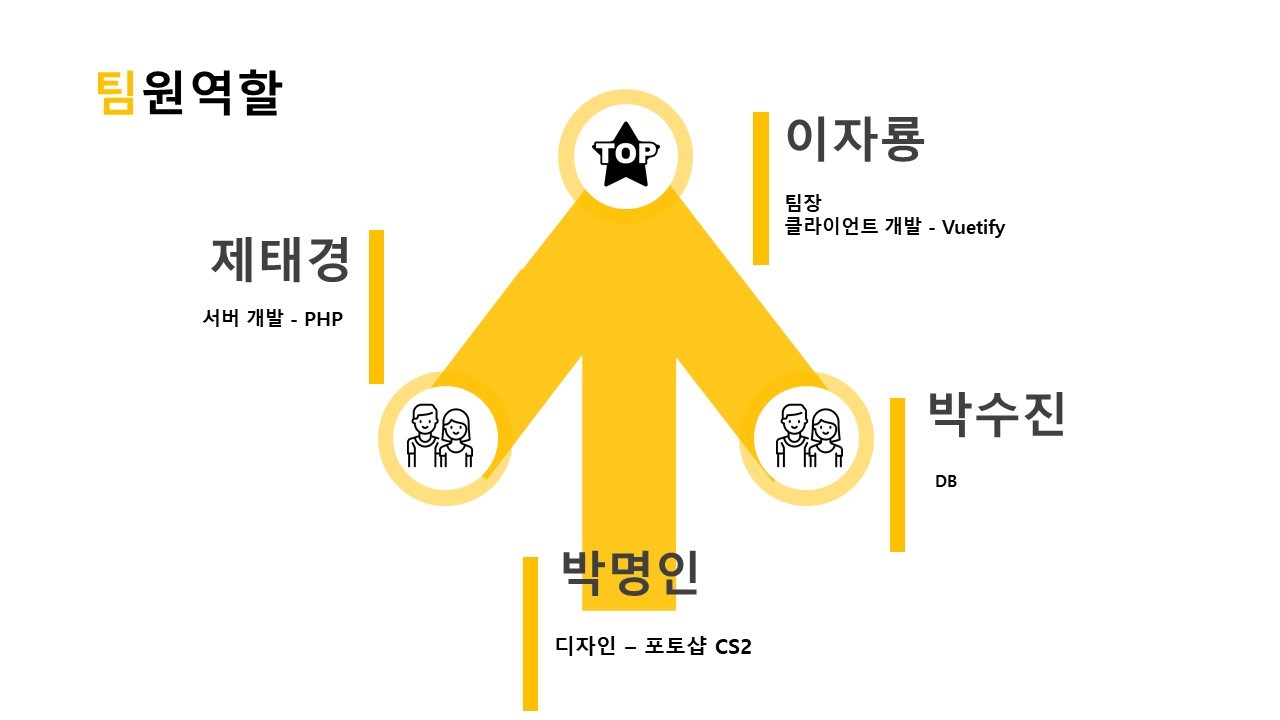 팀원역할
TOP
이자룡
팀장
클라이언트 개발 - Vuetify
제태경
서버 개발 - PHP
박수진
DB
박명인
디자인 – 포토샵 CS2